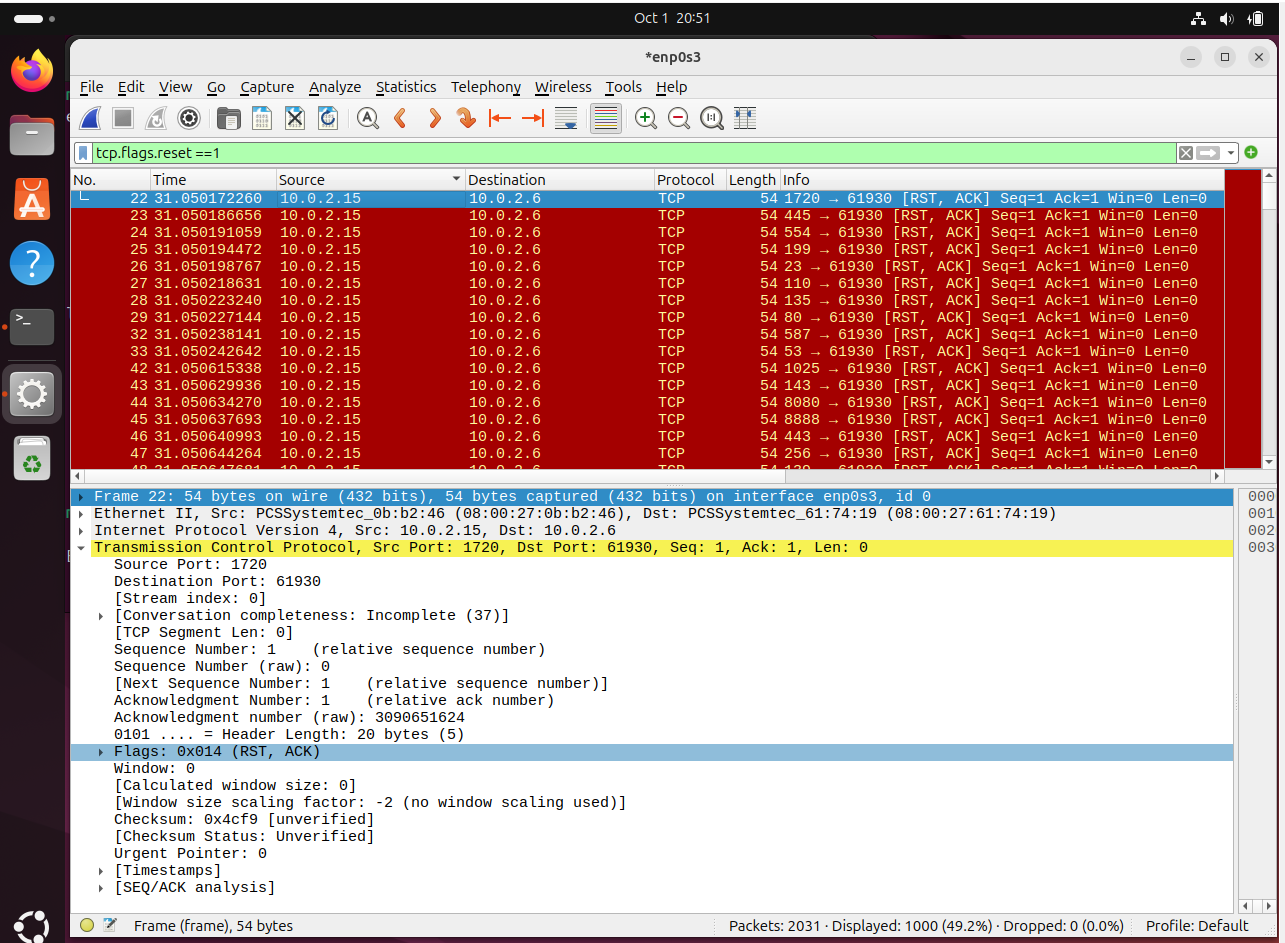 Oct 1 20:51
*enp0s3
File Edit View Go Capture Analyze Statistics Telephony Wireless Tools Help
tcp.flags.reset ==1
No. Time Source Destination Protocol Length Info
22 31.050172260 10.0.2.15 10.0.2.6 TCP 54 1720 → 61930 [RST, ACK] Seq=1 Ack=1 Win=0 Len=0
23 31.050186656 10.0.2.15 10.0.2.6 TCP 54 445 → 61930 [RST, ACK] Seq=1 Ack=1 Win=0 Len=0
24 31.050191059 10.0.2.15 10.0.2.6 TCP 54 554 → 61930 [RST, ACK] Seq=1 Ack=1 Win=0 Len=0
25 31.050194472 10.0.2.15 10.0.2.6 TCP 54 199 → 61930 [RST, ACK] Seq=1 Ack=1 Win=0 Len=0
26 31.050198767 10.0.2.15 10.0.2.6 TCP 54 23 → 61930 [RST, ACK] Seq=1 Ack=1 Win=0 Len=0
27 31.050218631 10.0.2.15 10.0.2.6 TCP 54 110 → 61930 [RST, ACK] Seq=1 Ack=1 Win=0 Len=0
28 31.050223240 10.0.2.15 10.0.2.6 TCP 54 135 → 61930 [RST, ACK] Seq=1 Ack=1 Win=0 Len=0
29 31.050227144 10.0.2.15 10.0.2.6 TCP 54 80 → 61930 [RST, ACK] Seq=1 Ack=1 Win=0 Len=0
32 31.050238141 10.0.2.15 10.0.2.6 TCP 54 587 → 61930 [RST, ACK] Seq=1 Ack=1 Win=0 Len=0
33 31.050242642 10.0.2.15 10.0.2.6 TCP 54 53 → 61930 [RST, ACK] Seq=1 Ack=1 Win=0 Len=0
42 31.050615338 10.0.2.15 10.0.2.6 TCP 54 1025 → 61930 [RST, ACK] Seq=1 Ack=1 Win=0 Len=0
43 31.050629936 10.0.2.15 10.0.2.6 TCP 54 143 → 61930 [RST, ACK] Seq=1 Ack=1 Win=0 Len=0
44 31.050634270 10.0.2.15 10.0.2.6 TCP 54 8080 → 61930 [RST, ACK] Seq=1 Ack=1 Win=0 Len=0
45 31.050637693 10.0.2.15 10.0.2.6 TCP 54 8888 → 61930 [RST, ACK] Seq=1 Ack=1 Win=0 Len=0
46 31.050640993 10.0.2.15 10.0.2.6 TCP 54 443 → 61930 [RST, ACK] Seq=1 Ack=1 Win=0 Len=0
47 31.050644264 10.0.2.15 10.0.2.6 TCP 54 256 → 61930 [RST, ACK] Seq=1 Ack=1 Win=0 Len=0
Frame 22: 54 bytes on wire (432 bits), 54 bytes captured (432 bits) on interface enp0s3, id 0
000
Ethernet II, Src: PCSSystemtec_0b:b2:46 (08:00:27:0b:b2:46), Dst: PCSSystemtec_61:74:19 (08:00:27:61:74:19)
001
Internet Protocol Version 4, Src: 10.0.2.15, Dst: 10.0.2.6
002
Transmission Control Protocol, Src Port: 1720, Dst Port: 61930, Seq: 1, Ack: 1, Len: 0
003
Source Port: 1720
Destination Port: 61930
[Stream index: 0]
[Conversation completeness: Incomplete (37)]
[TCP Segment Len: 0]
Sequence Number: 1 (relative sequence number)
Sequence Number (raw): 0
[Next Sequence Number: 1 (relative sequence number)]
Acknowledgment Number: 1 (relative ack number)
Acknowledgment number (raw): 3090651624
0101 .... = Header Length: 20 bytes (5)
Flags: 0x014 (RST, ACK)
Window: 0
[Calculated window size: 0]
[Window size scaling factor: -2 (no window scaling used)]
Checksum: 0x4cf9 [unverified]
[Checksum Status: Unverified]
Urgent Pointer: 0
[Timestamps]
[SEQ/ACK analysis]
Frame (frame), 54 bytes
Packets: 2031 · Displayed: 1000 (49.2%) · Dropped: 0 (0.0%)
Profile: Default